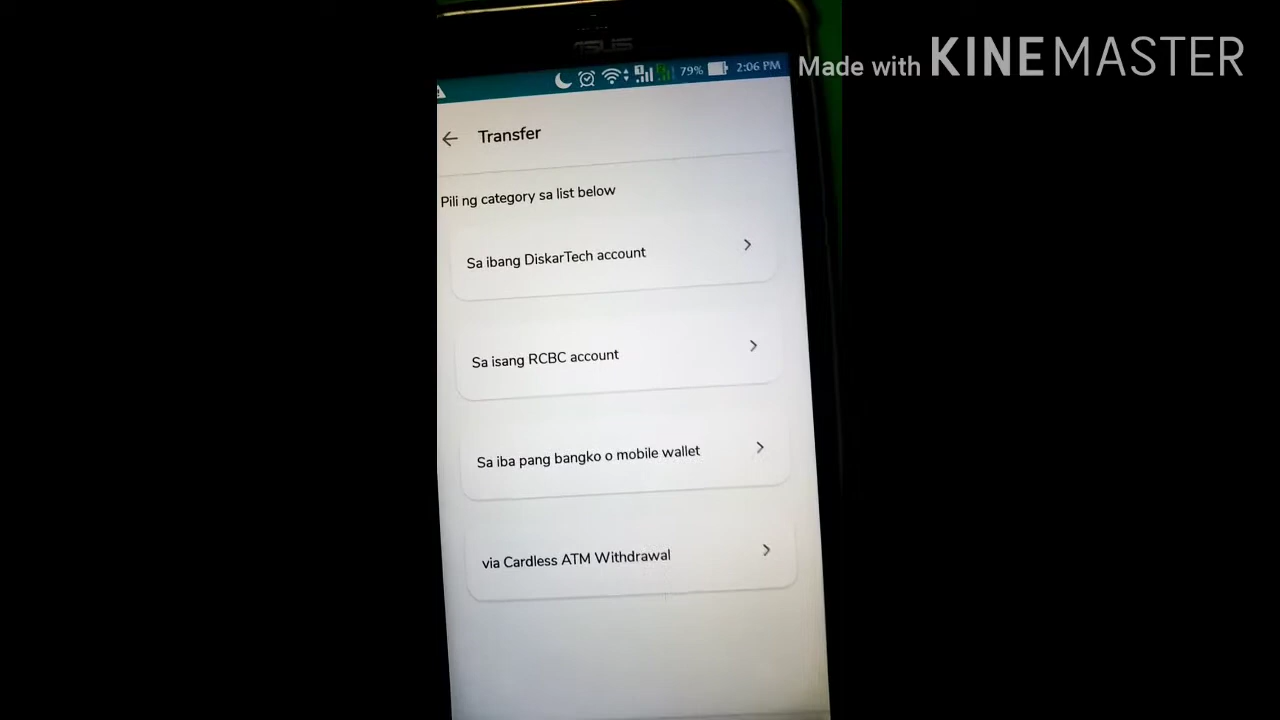 ASUS
79% 2:06 PM
Made with KINEMASTER
Transfer
Pili ng category sa list below
Sa ibang DiskarTech account
Sa isang RCBC account
Sa iba pang bangko o mobile wallet
via Cardless ATM Withdrawal